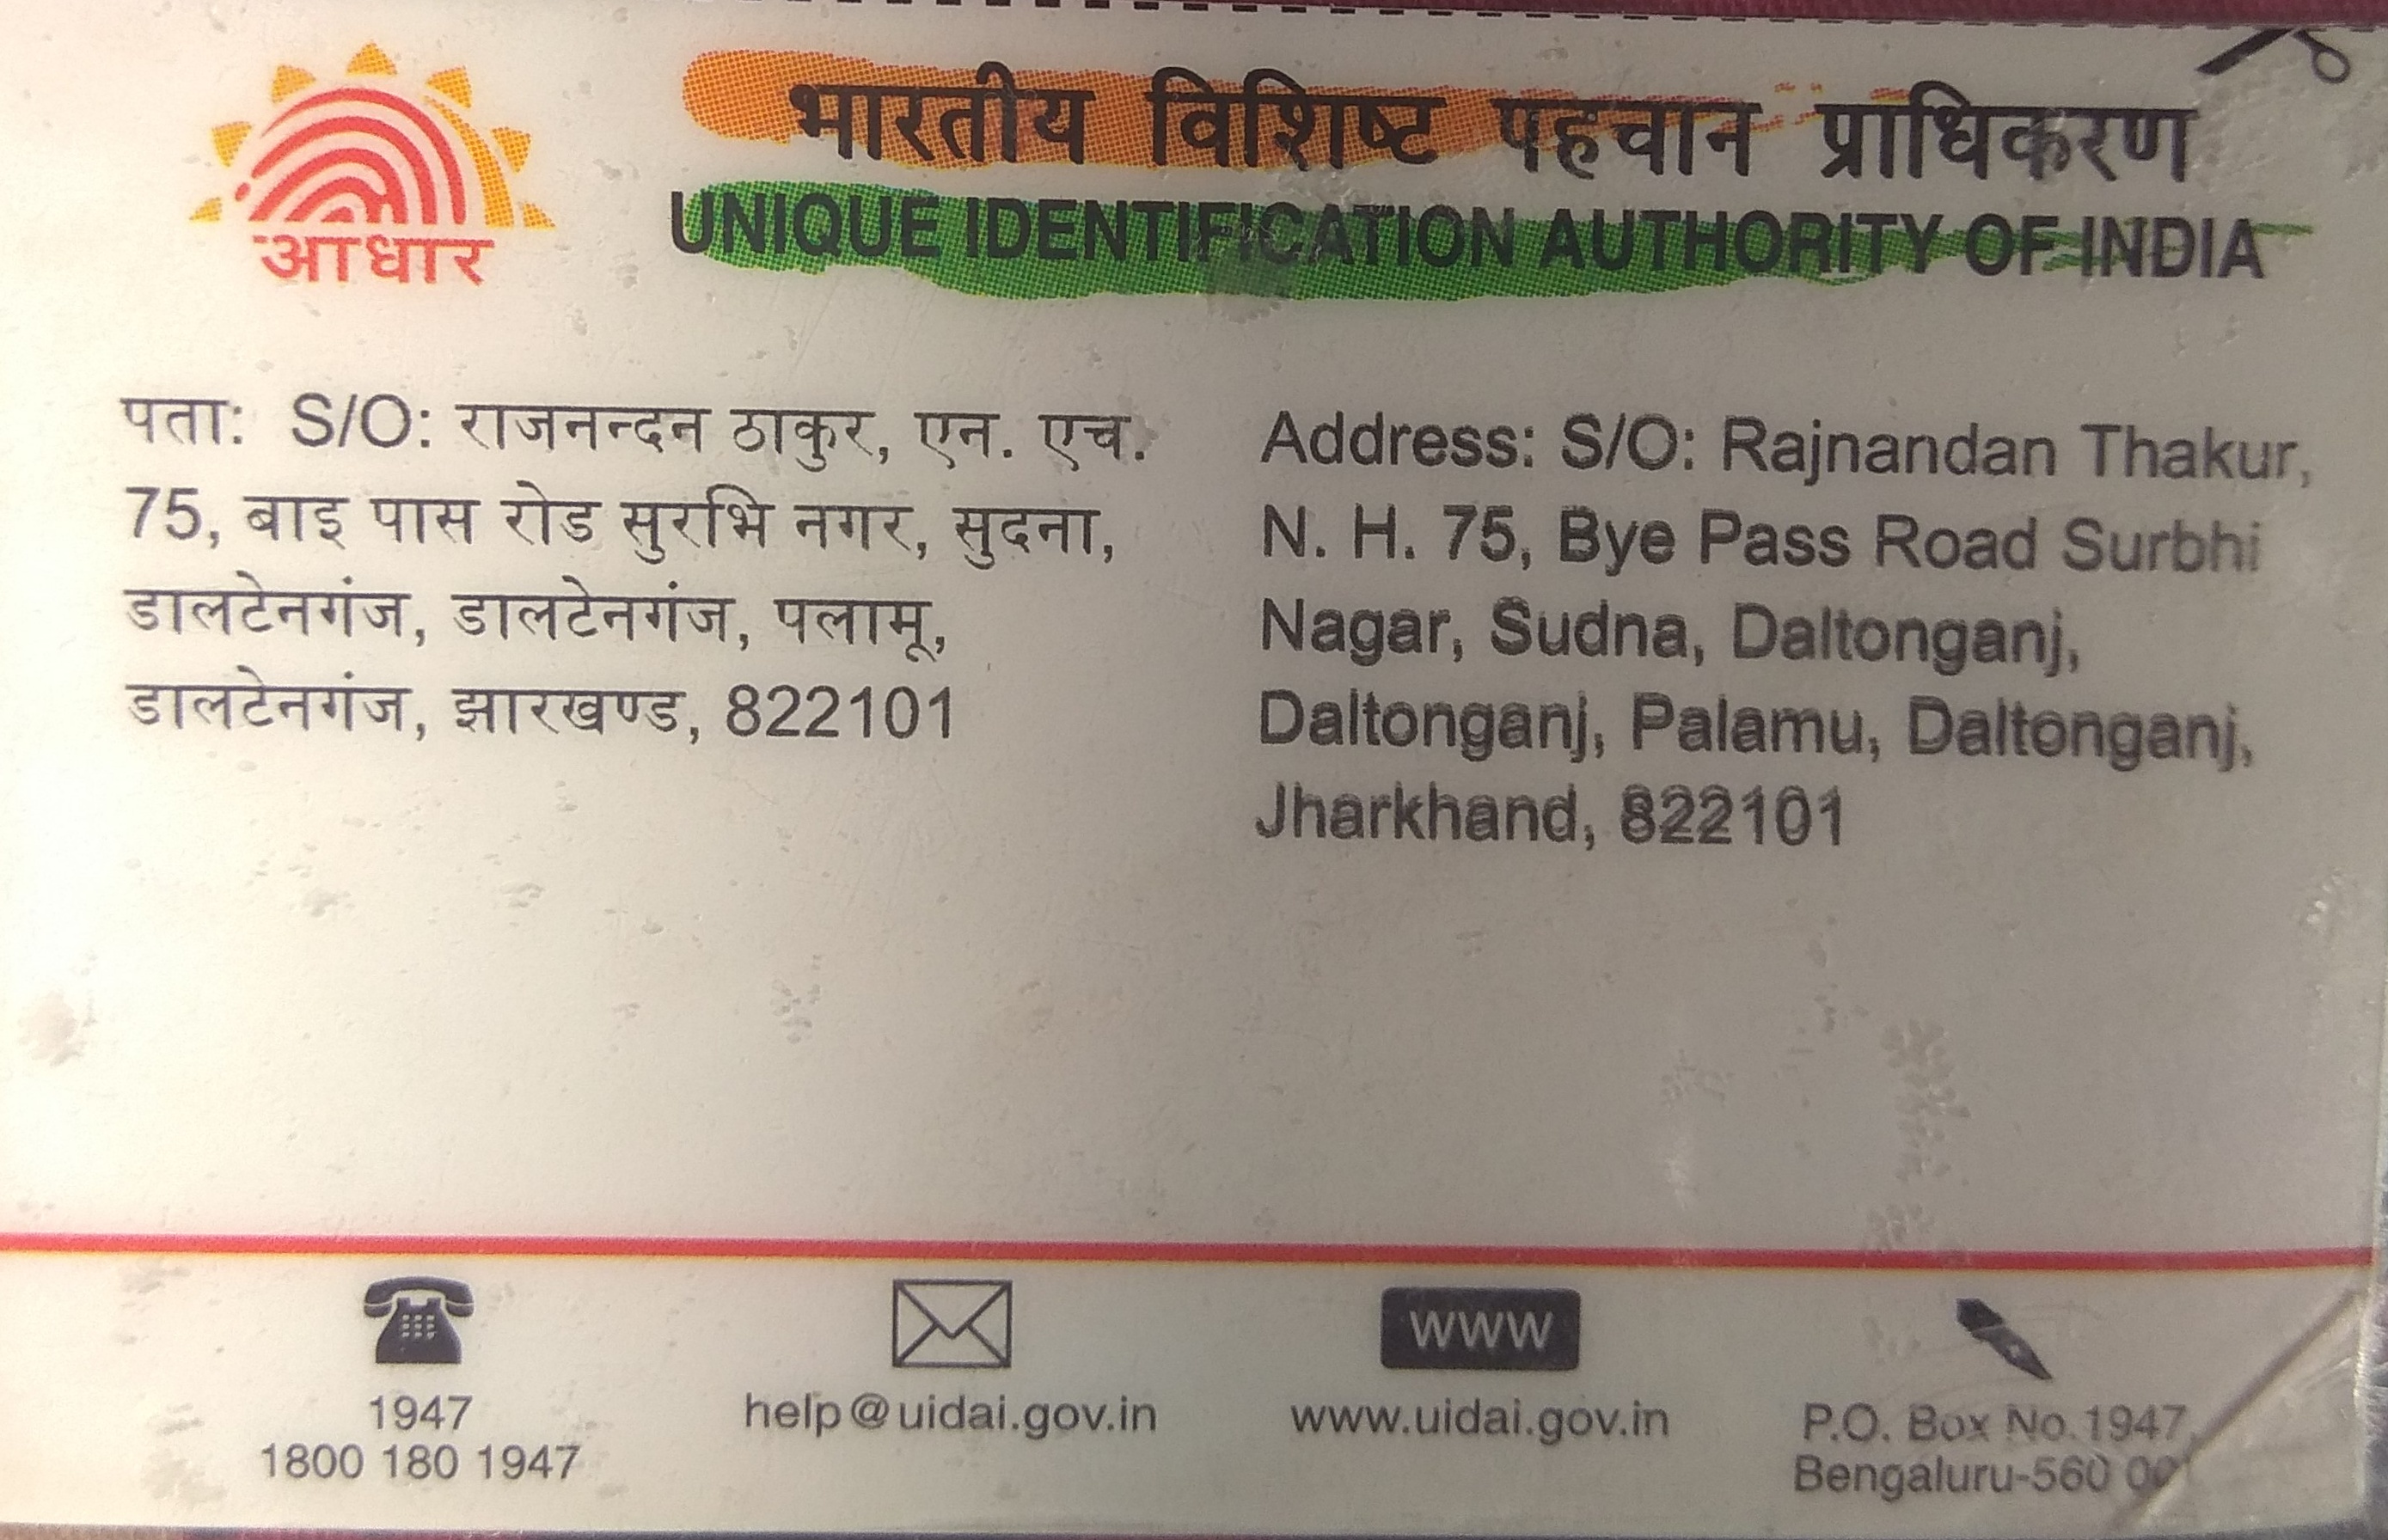 आधार
भारतीय विशिष्ट पहचान प्राधिकरण
UNIQUE IDENTIFICATION AUTHORITY OF INDIA
पता: S/O: राजनन्दन ठाकुर, एन. एच.
75, बाइ पास रोड सुरभि नगर, सुदना,
डालटेनगंज, डालटेनगंज, पलामू,
डालटेनगंज, झारखण्ड, 822101
Address: S/O: Rajnandan Thakur,
N. H. 75, Bye Pass Road Surbhi
Nagar, Sudna, Daltonganj,
Daltonganj, Palamu, Daltonganj,
Jharkhand, 822101
1947
1800 180 1947
help@uidai.gov.in
www
www.uidai.gov.in
P.O. Box No.1947,
Bengaluru-560